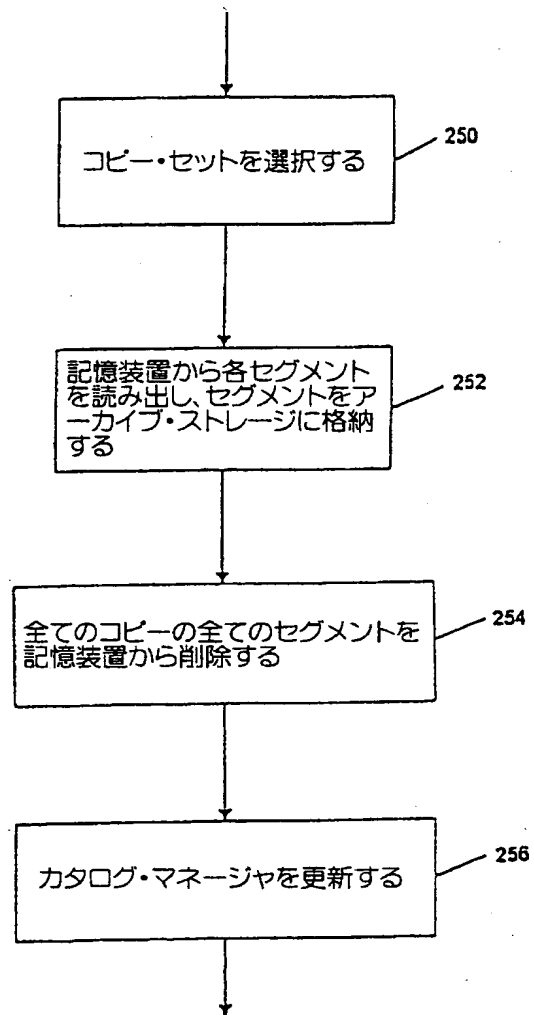 コピー・セットを選択する
250
記憶装置から各セグメント
を読み出し、セグメントをア
ーカイブ・ストレージに格納
する
252
全てのコピーの全てのセグメントを
記憶装置から削除する
254
カタログ・マネージャを更新する
256